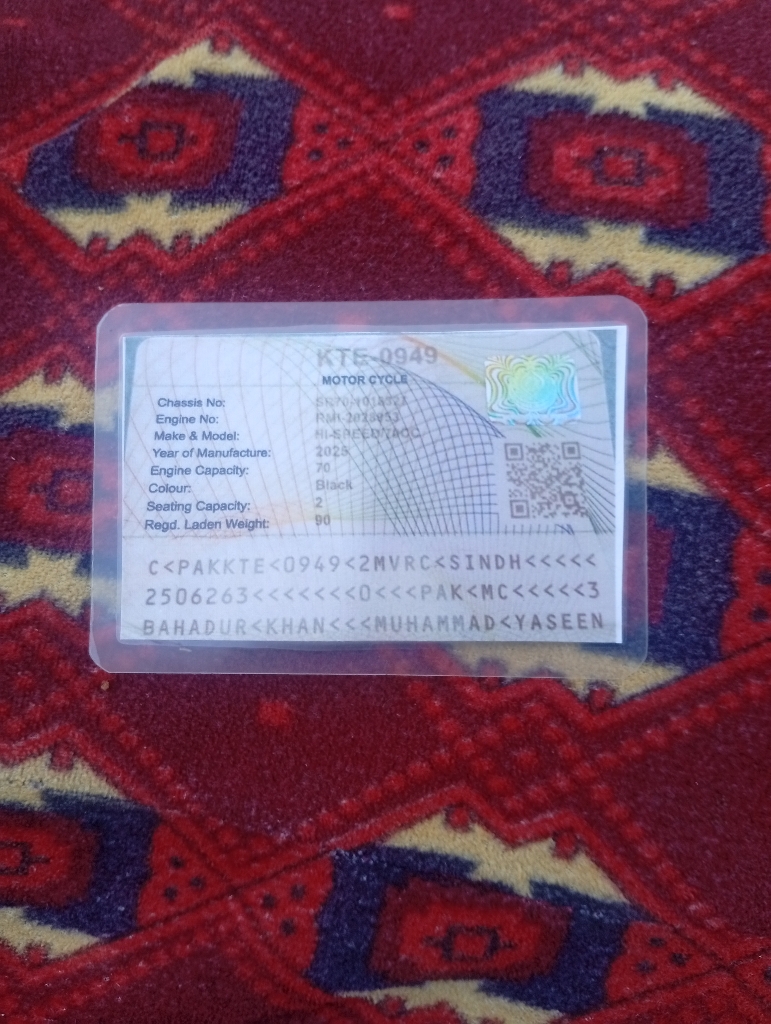 KTE-0949
MOTOR CYCLE
Chassis No:
Engine No:
Make & Model: HI-SPEED/
Year of Manufacture: 2025
Engine Capacity: 70
Colour: Black
Seating Capacity: 2
Regd. Laden Weight: 90
C<PAKKTE<0949<2MVRC<SINDH<<<<<
2506263<<<<<<<0<<<PAK<MC<<<<<3
BAHADUR<KHAN<<<MUHAMMAD<YASEEN